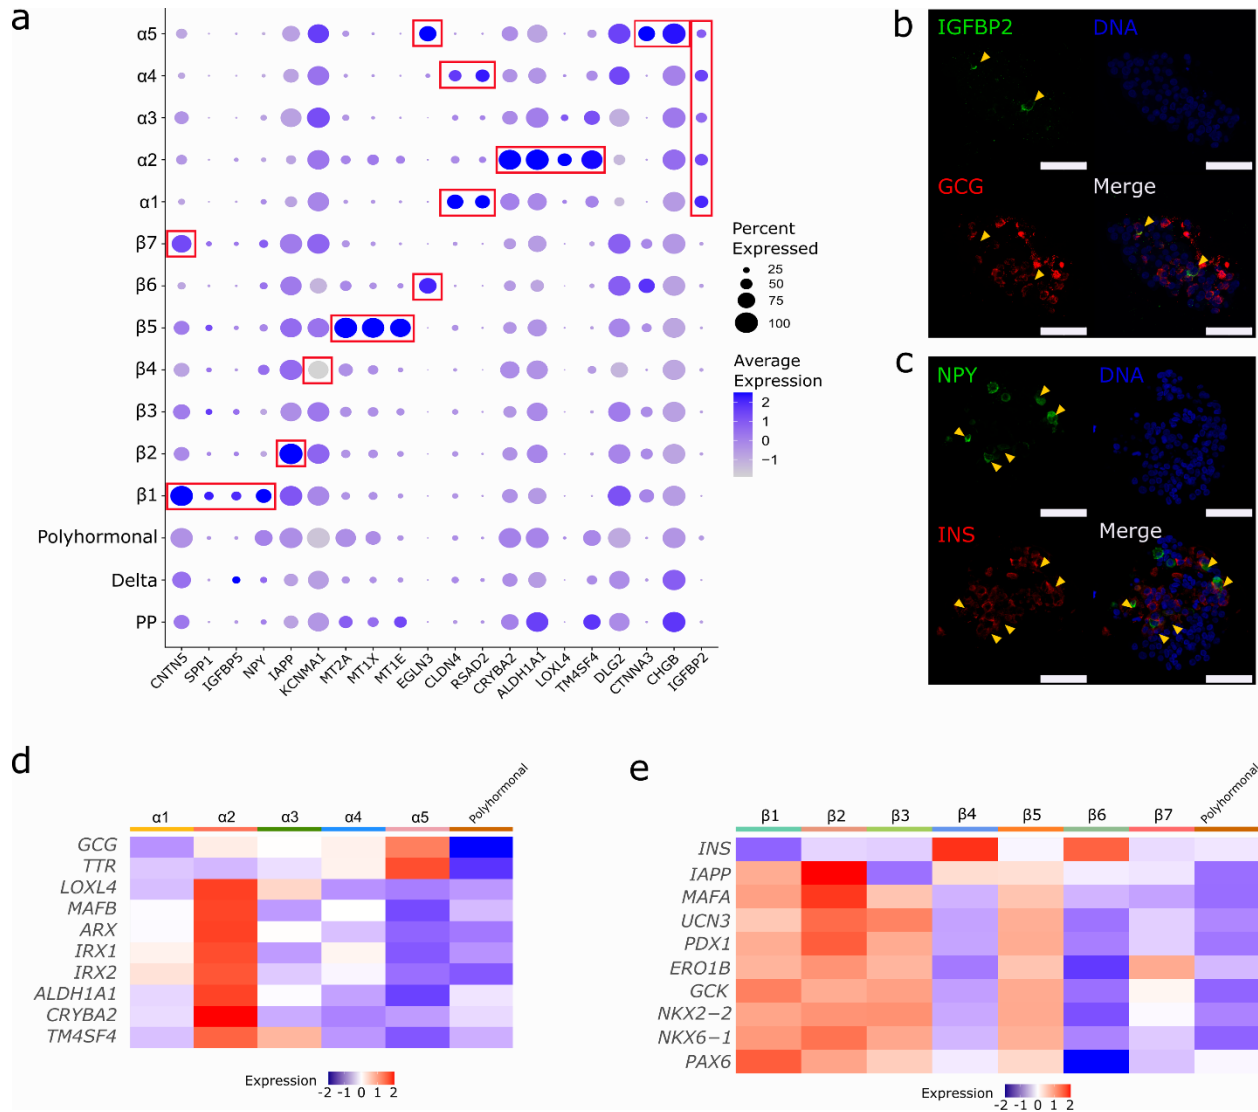 a
α5
α4
α3
α2
α1
β7
β6
β5
β4
β3
β2
β1
Polyhormonal
Delta
PP
CNTN5
SPP1
IGFBP5
NPY
IAPP
KCNMA1
MT2A
MT1X
MT1E
EGLN3
CLDN4
RSAD2
CRYBA2
ALDH1A1
LOXL4
TM4SF4
DLG2
CTNNA3
CHGB
IGFBP2
Percent
Expressed
25
50
75
100
Average
Expression
2
1
0
−1
b
IGFBP2 DNA
GCG Merge
c
NPY DNA
INS Merge
d
α1 α2 α3 α4 α5 Polyhormonal
GCG
TTR
LOXL4
MAFB
ARX
IRX1
IRX2
ALDH1A1
CRYBA2
TM4SF4
Expression
-2 -1 0 1 2
e
β1 β2 β3 β4 β5 β6 β7 Polyhormonal
INS
IAPP
MAFA
UCN3
PDX1
ERO1B
GCK
NKX2−2
NKX6−1
PAX6
Expression
-2 -1 0 1 2